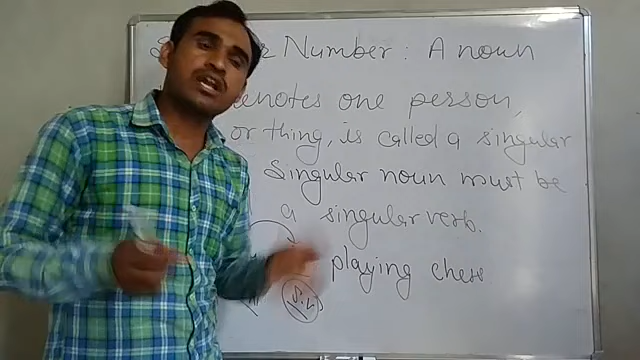 Number: A noun
denotes one person,
or thing, is called a singular
Singular noun must be
a singular verb.
playing chess
S.V.